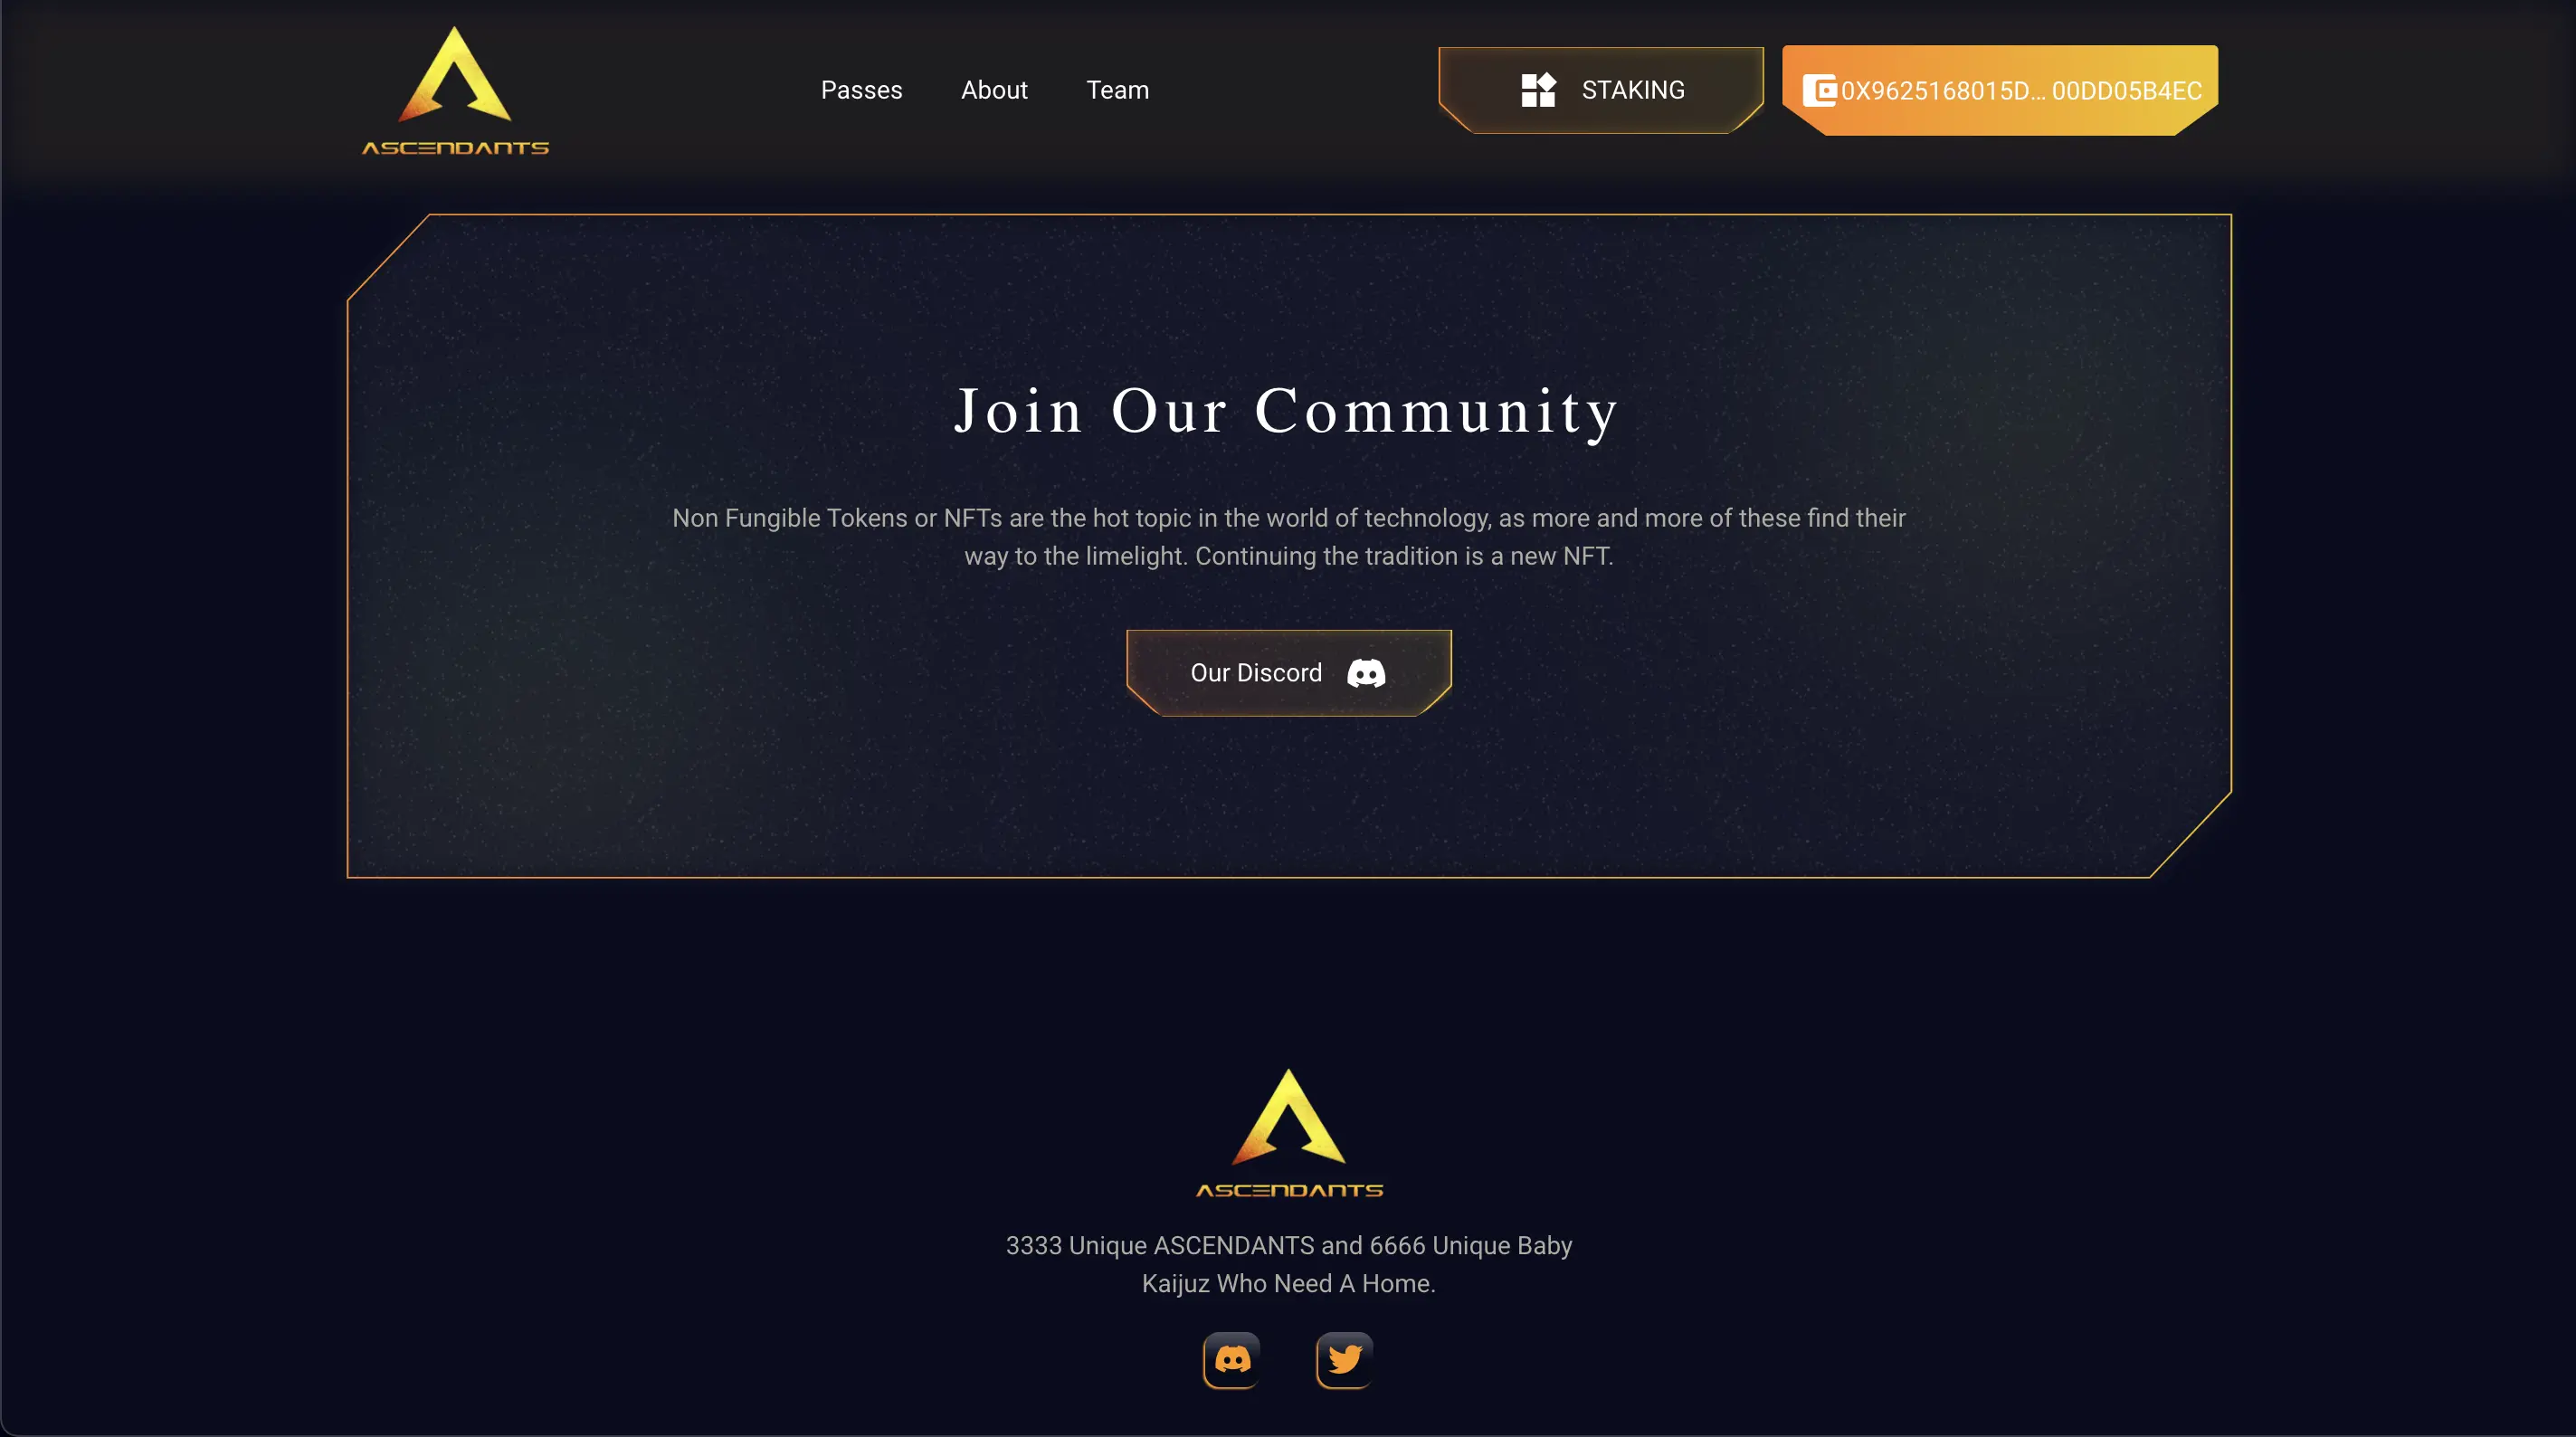 ASCENDANTS
Passes About Team
STAKING
0X9625168015D... 00DD05B4EC
Join Our Community
Non Fungible Tokens or NFTs are the hot topic in the world of technology, as more and more of these find their
way to the limelight. Continuing the tradition is a new NFT.
Our Discord
ASCENDANTS
3333 Unique ASCENDANTS and 6666 Unique Baby
Kaijuz Who Need A Home.